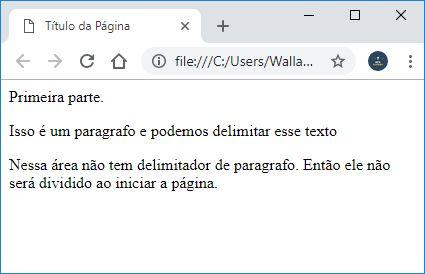 Título da Página
file:///C:/Users/Walla...
Primeira parte.
Isso é um paragrafo e podemos delimitar esse texto
Nessa área não tem delimitador de paragrafo. Então ele não
será dividido ao iniciar a página.